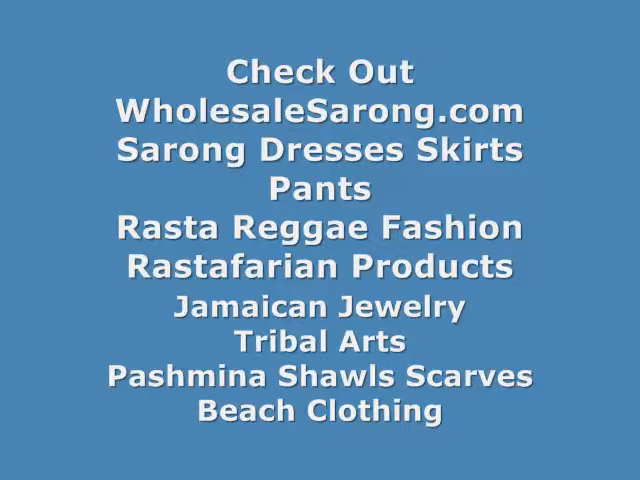 Check Out
WholesaleSarong.com
Sarong Dresses Skirts
Pants
Rasta Reggae Fashion
Rastafarian Products
Jamaican Jewelry
Tribal Arts
Pashmina Shawls Scarves
Beach Clothing